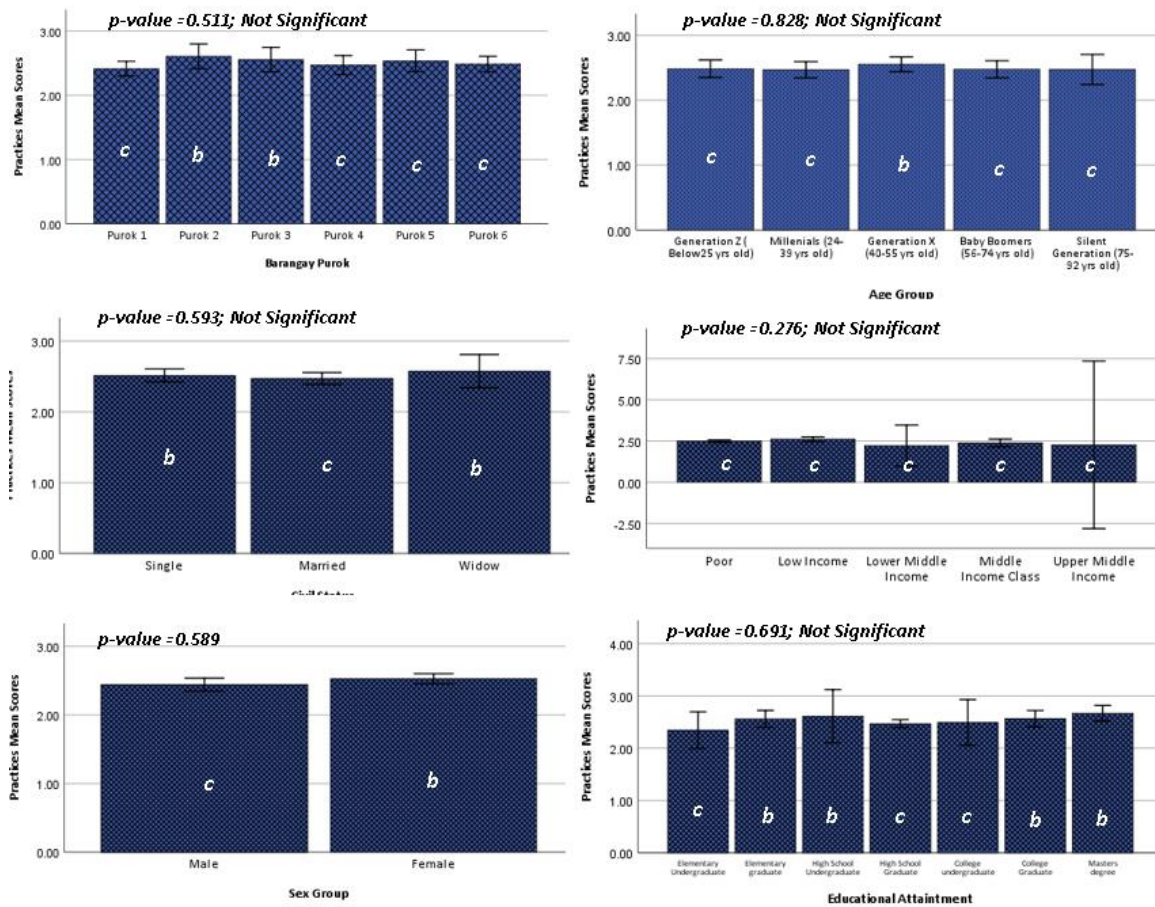 p-value =0.511; Not Significant
Practices Mean Scores
3.00
2.00
1.00
0.00
c
b
b
c
c
c
Purok 1
Purok 2
Purok 3
Purok 4
Purok 5
Purok 6
Barangay Purok
p-value =0.828; Not Significant
Practices Mean Scores
3.00
2.00
1.00
0.00
c
c
b
c
c
Generation Z (
Below25 yrs old)
Millenials (24-
39 yrs old)
Generation X
(40-55 yrs old)
Baby Boomers
(56-74 yrs old)
Silent
Generation (75-
92 yrs old)
Age Group
p-value =0.593; Not Significant
Practices Mean Scores
3.00
2.00
1.00
0.00
b
c
b
Single
Married
Widow
Civil Status
p-value =0.276; Not Significant
Practices Mean Scores
7.50
5.00
2.50
0.00
-2.50
c
c
c
c
c
Poor
Low Income
Lower Middle
Income
Middle
Income Class
Upper Middle
Income
p-value =0.589
Practices Mean Scores
3.00
2.00
1.00
0.00
c
b
Male
Female
Sex Group
p-value =0.691; Not Significant
Practices Mean Scores
4.00
3.00
2.00
1.00
0.00
c
b
b
c
c
b
b
Elementary
Undergraduate
Elementary
graduate
High School
Undergraduate
High School
Graduate
College
undergraduate
College
Graduate
Masters
degree
Educational Attaintment